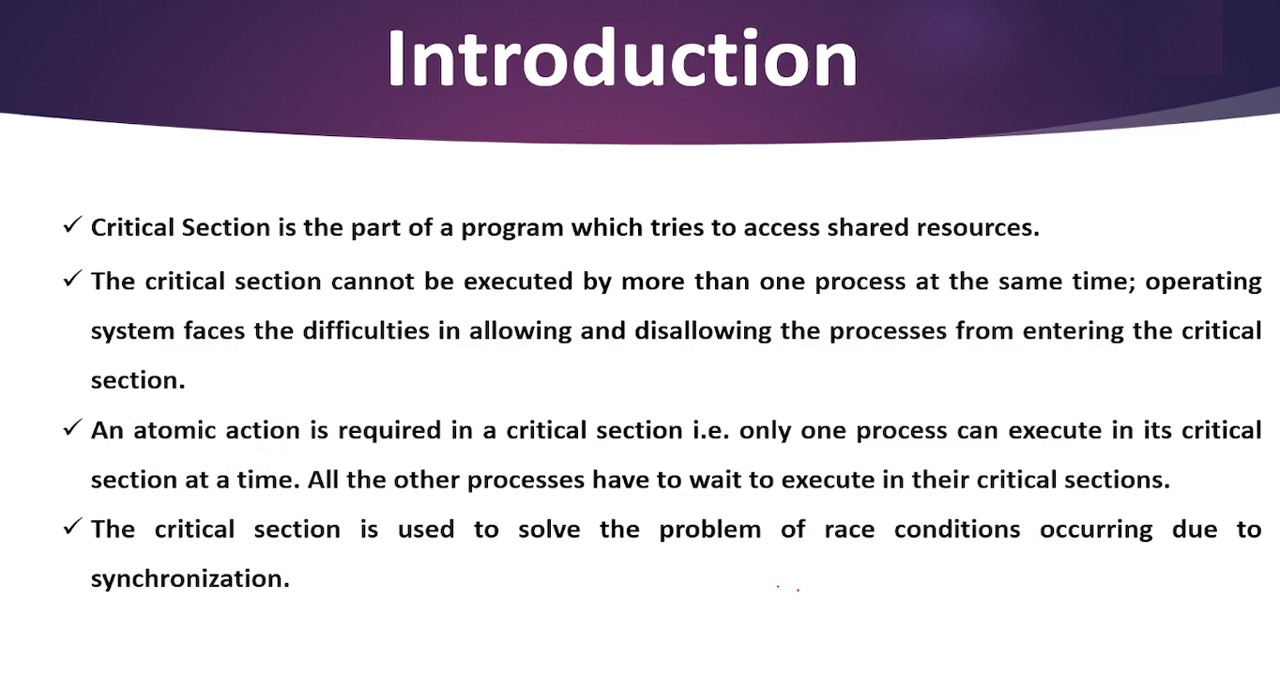 Introduction
✓ Critical Section is the part of a program which tries to access shared resources.
✓ The critical section cannot be executed by more than one process at the same time; operating
system faces the difficulties in allowing and disallowing the processes from entering the critical
section.
✓ An atomic action is required in a critical section i.e. only one process can execute in its critical
section at a time. All the other processes have to wait to execute in their critical sections.
✓ The critical section is used to solve the problem of race conditions occurring due to
synchronization.